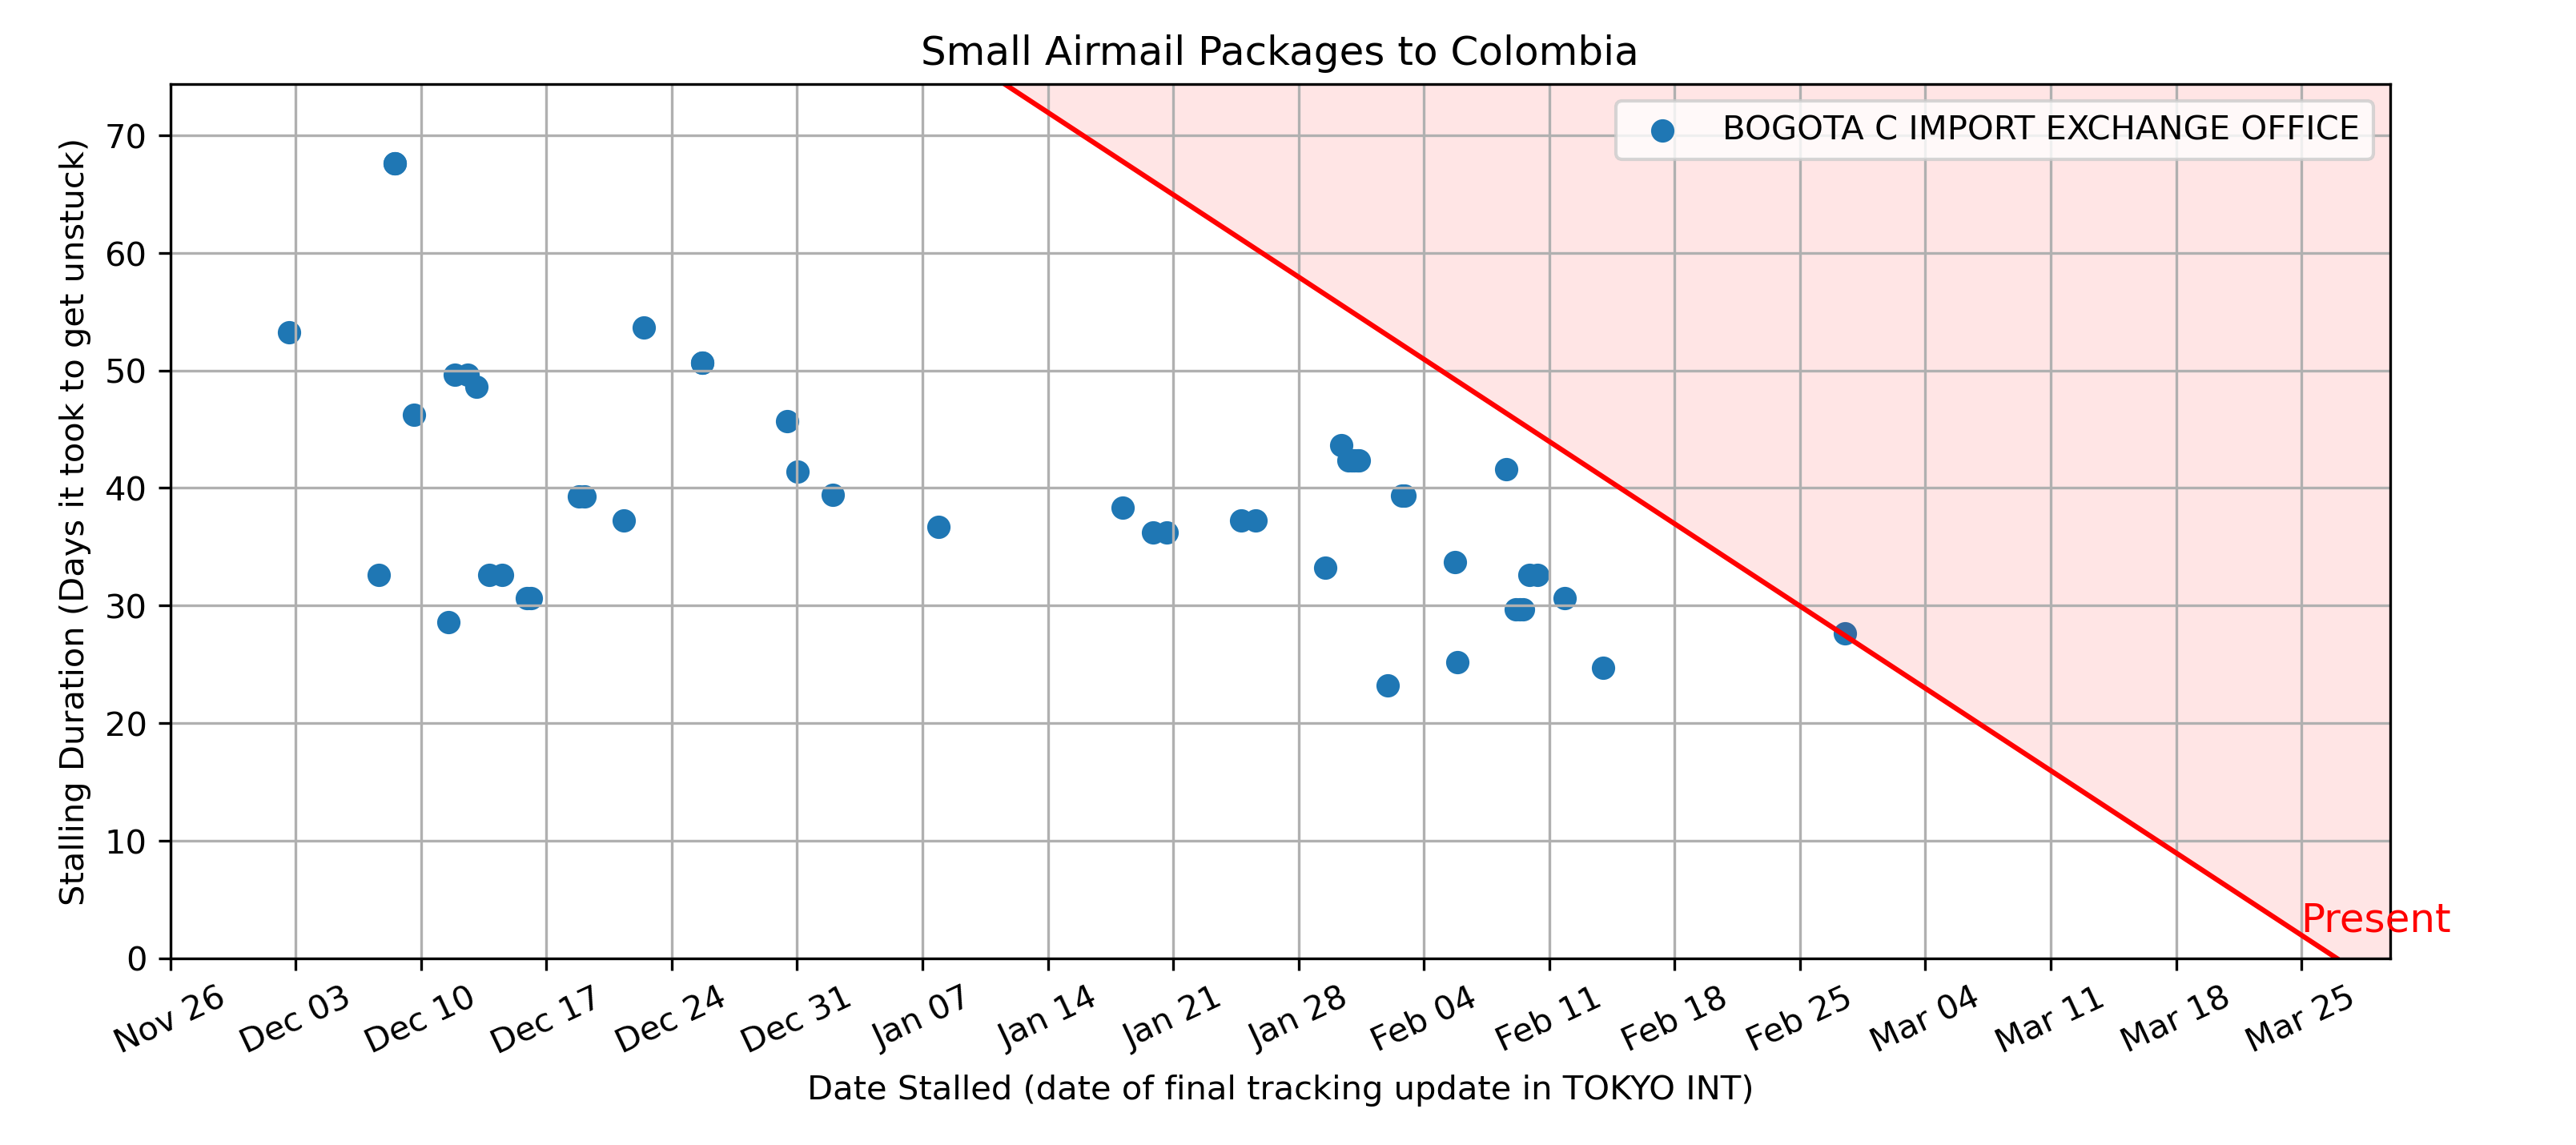 Small Airmail Packages to Colombia
BOGOTA C IMPORT EXCHANGE OFFICE
Stalling Duration (Days it took to get unstuck)
70
60
50
40
30
20
10
0
Present
Nov 26
Dec 03
Dec 10
Dec 17
Dec 24
Dec 31
Jan 07
Jan 14
Jan 21
Jan 28
Feb 04
Feb 11
Feb 18
Feb 25
Mar 04
Mar 11
Mar 18
Mar 25
Date Stalled (date of final tracking update in TOKYO INT)